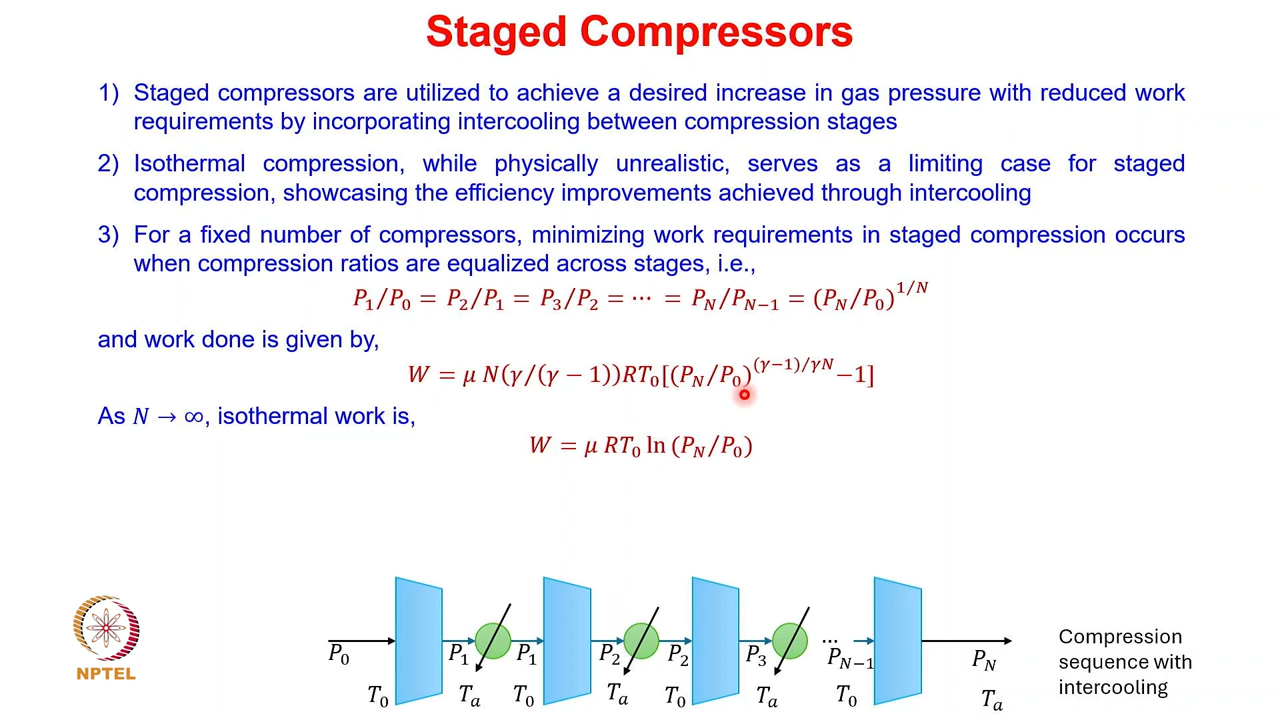 Staged Compressors
1) Staged compressors are utilized to achieve a desired increase in gas pressure with reduced work
requirements by incorporating intercooling between compression stages
2) Isothermal compression, while physically unrealistic, serves as a limiting case for staged
compression, showcasing the efficiency improvements achieved through intercooling
3) For a fixed number of compressors, minimizing work requirements in staged compression occurs
when compression ratios are equalized across stages, i.e.,
P₁/P₀ = P₂/P₁ = P₃/P₂ = ⋯ = P_N/P_{N−1} = (P_N/P₀)^{1/N}
and work done is given by,
W = μ N(γ/(γ − 1))RT₀[(P_N/P₀)^{(γ−1)/γN} −1]
As N → ∞, isothermal work is,
W = μ RT₀ ln (P_N/P₀)
P₀ P₁ P₁ P₂ P₂ P₃ ... P_{N−1} P_N
T₀ T_a T₀ T_a T₀ T_a T₀ T_a
Compression
sequence with
intercooling
NPTEL